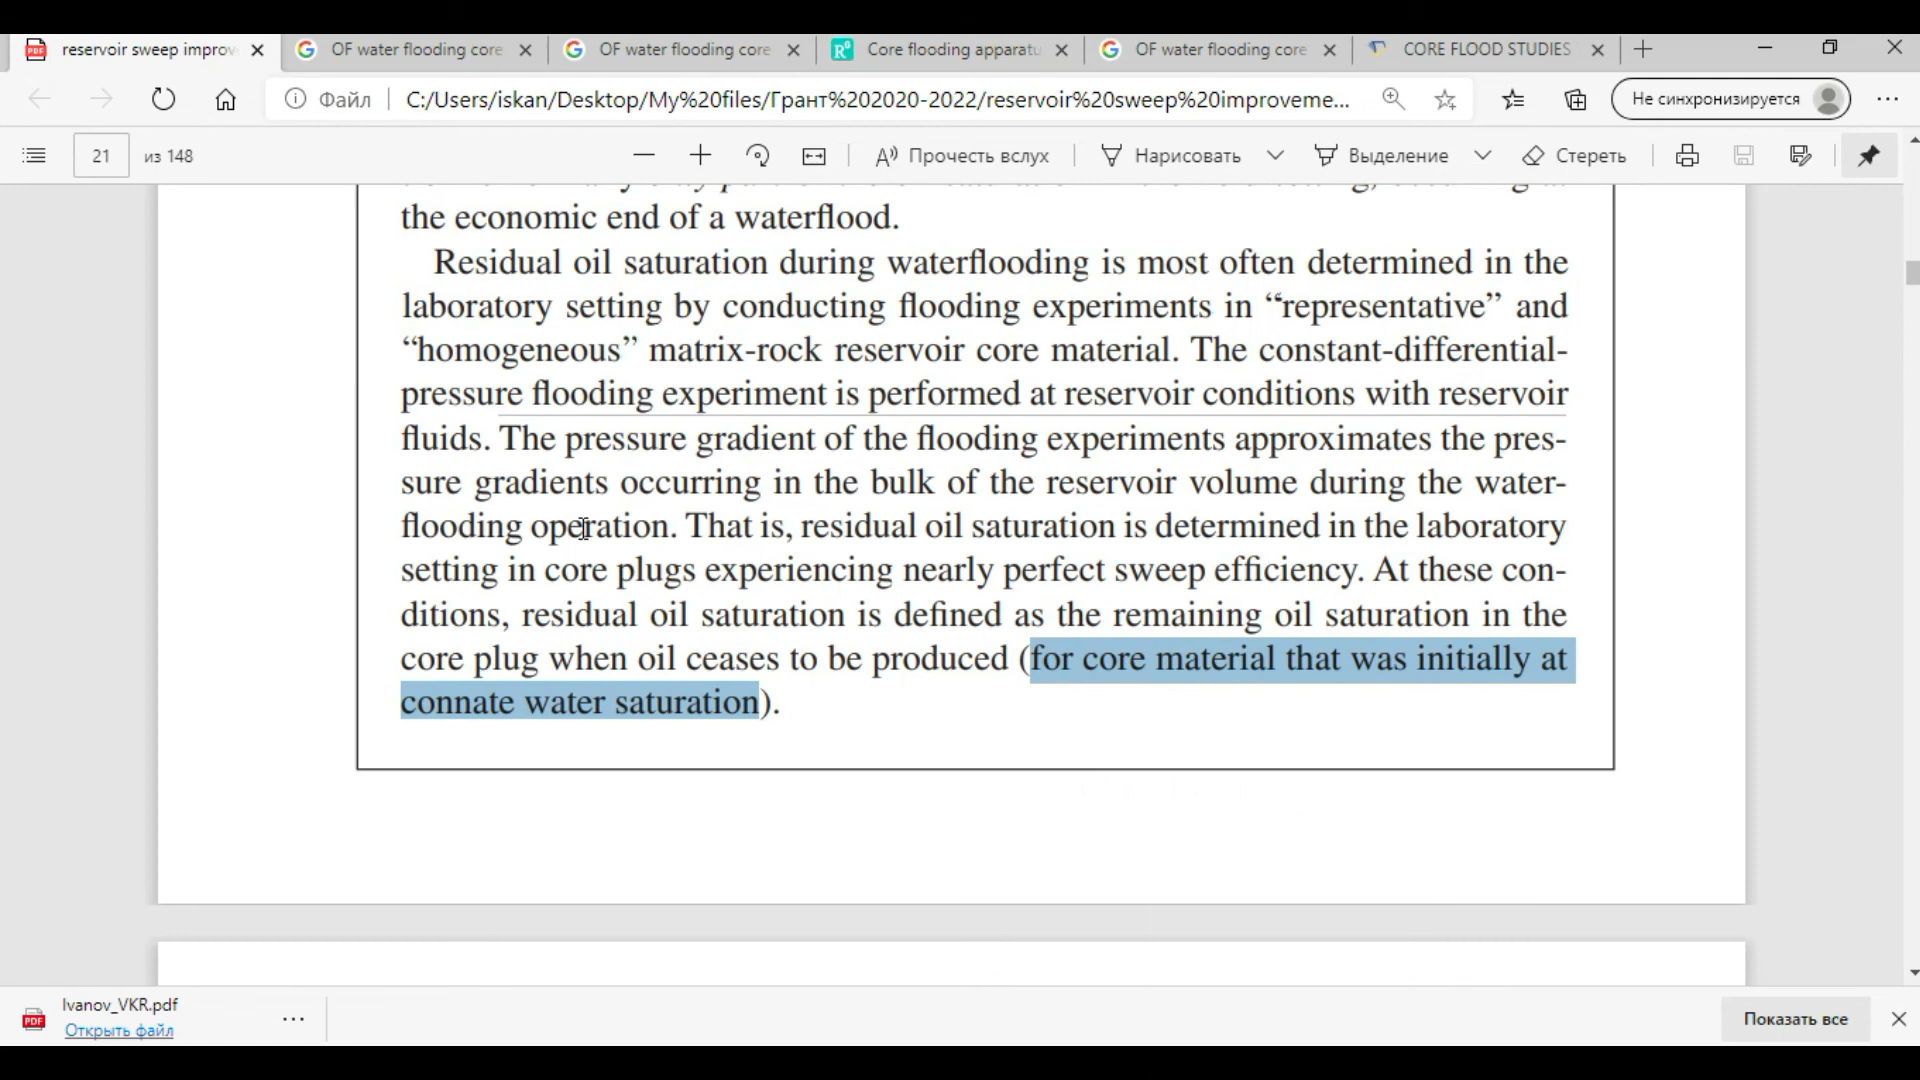 reservoir sweep improv
OF water flooding core
OF water flooding core
Core flooding apparatu
OF water flooding core
CORE FLOOD STUDIES
Файл
C:/Users/iskan/Desktop/My%20files/Грант%202020-2022/reservoir%20sweep%20improveme...
Не синхронизируется
21
из 148
Прочесть вслух
Нарисовать
Выделение
Стереть
the economic end of a waterflood.
Residual oil saturation during waterflooding is most often determined in the
laboratory setting by conducting flooding experiments in “representative” and
“homogeneous” matrix-rock reservoir core material. The constant-differential-
pressure flooding experiment is performed at reservoir conditions with reservoir
fluids. The pressure gradient of the flooding experiments approximates the pres-
sure gradients occurring in the bulk of the reservoir volume during the water-
flooding operation. That is, residual oil saturation is determined in the laboratory
setting in core plugs experiencing nearly perfect sweep efficiency. At these con-
ditions, residual oil saturation is defined as the remaining oil saturation in the
core plug when oil ceases to be produced (for core material that was initially at
connate water saturation).
Ivanov_VKR.pdf
Открыть файл
Показать все